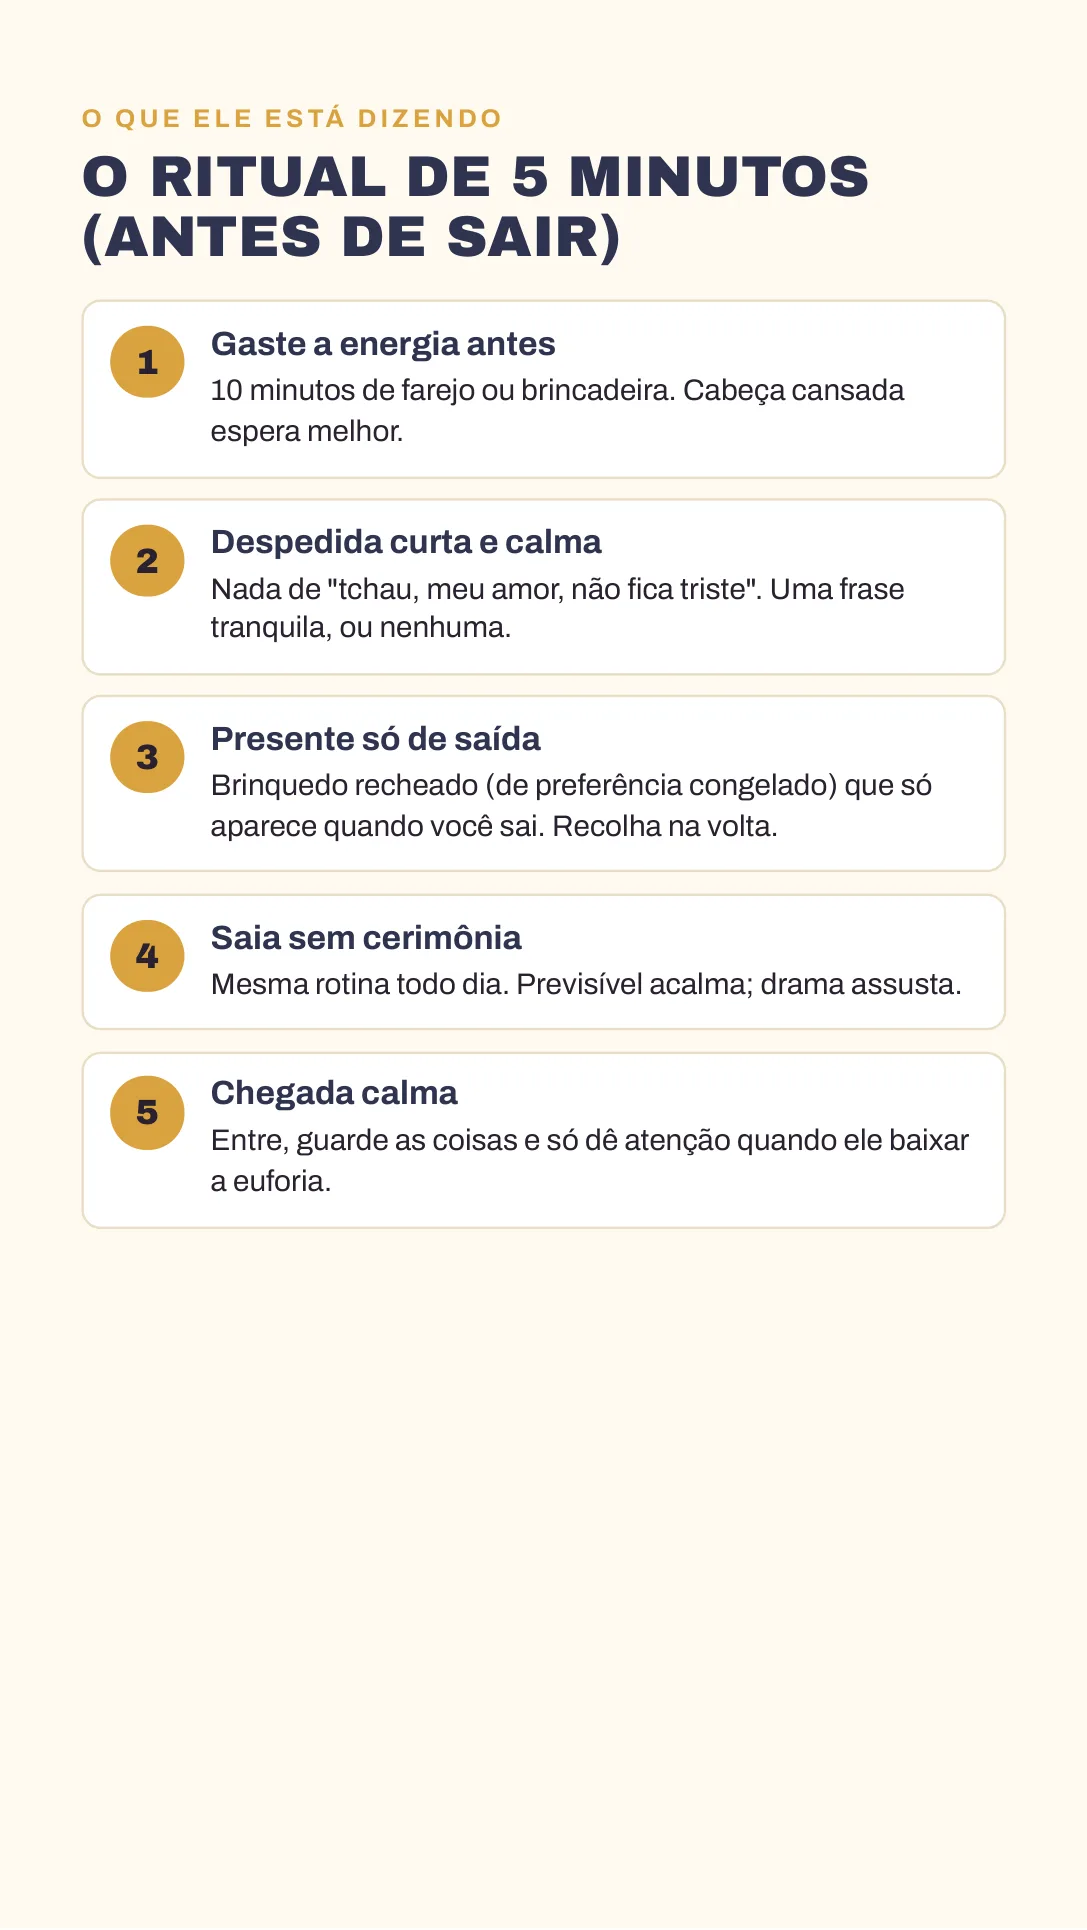 O QUE ELE ESTÁ DIZENDO
O RITUAL DE 5 MINUTOS
(ANTES DE SAIR)
1
Gaste a energia antes
10 minutos de farejo ou brincadeira. Cabeça cansada
espera melhor.
2
Despedida curta e calma
Nada de "tchau, meu amor, não fica triste". Uma frase
tranquila, ou nenhuma.
3
Presente só de saída
Brinquedo recheado (de preferência congelado) que só
aparece quando você sai. Recolha na volta.
4
Saia sem cerimônia
Mesma rotina todo dia. Previsível acalma; drama assusta.
5
Chegada calma
Entre, guarde as coisas e só dê atenção quando ele baixar
a euforia.